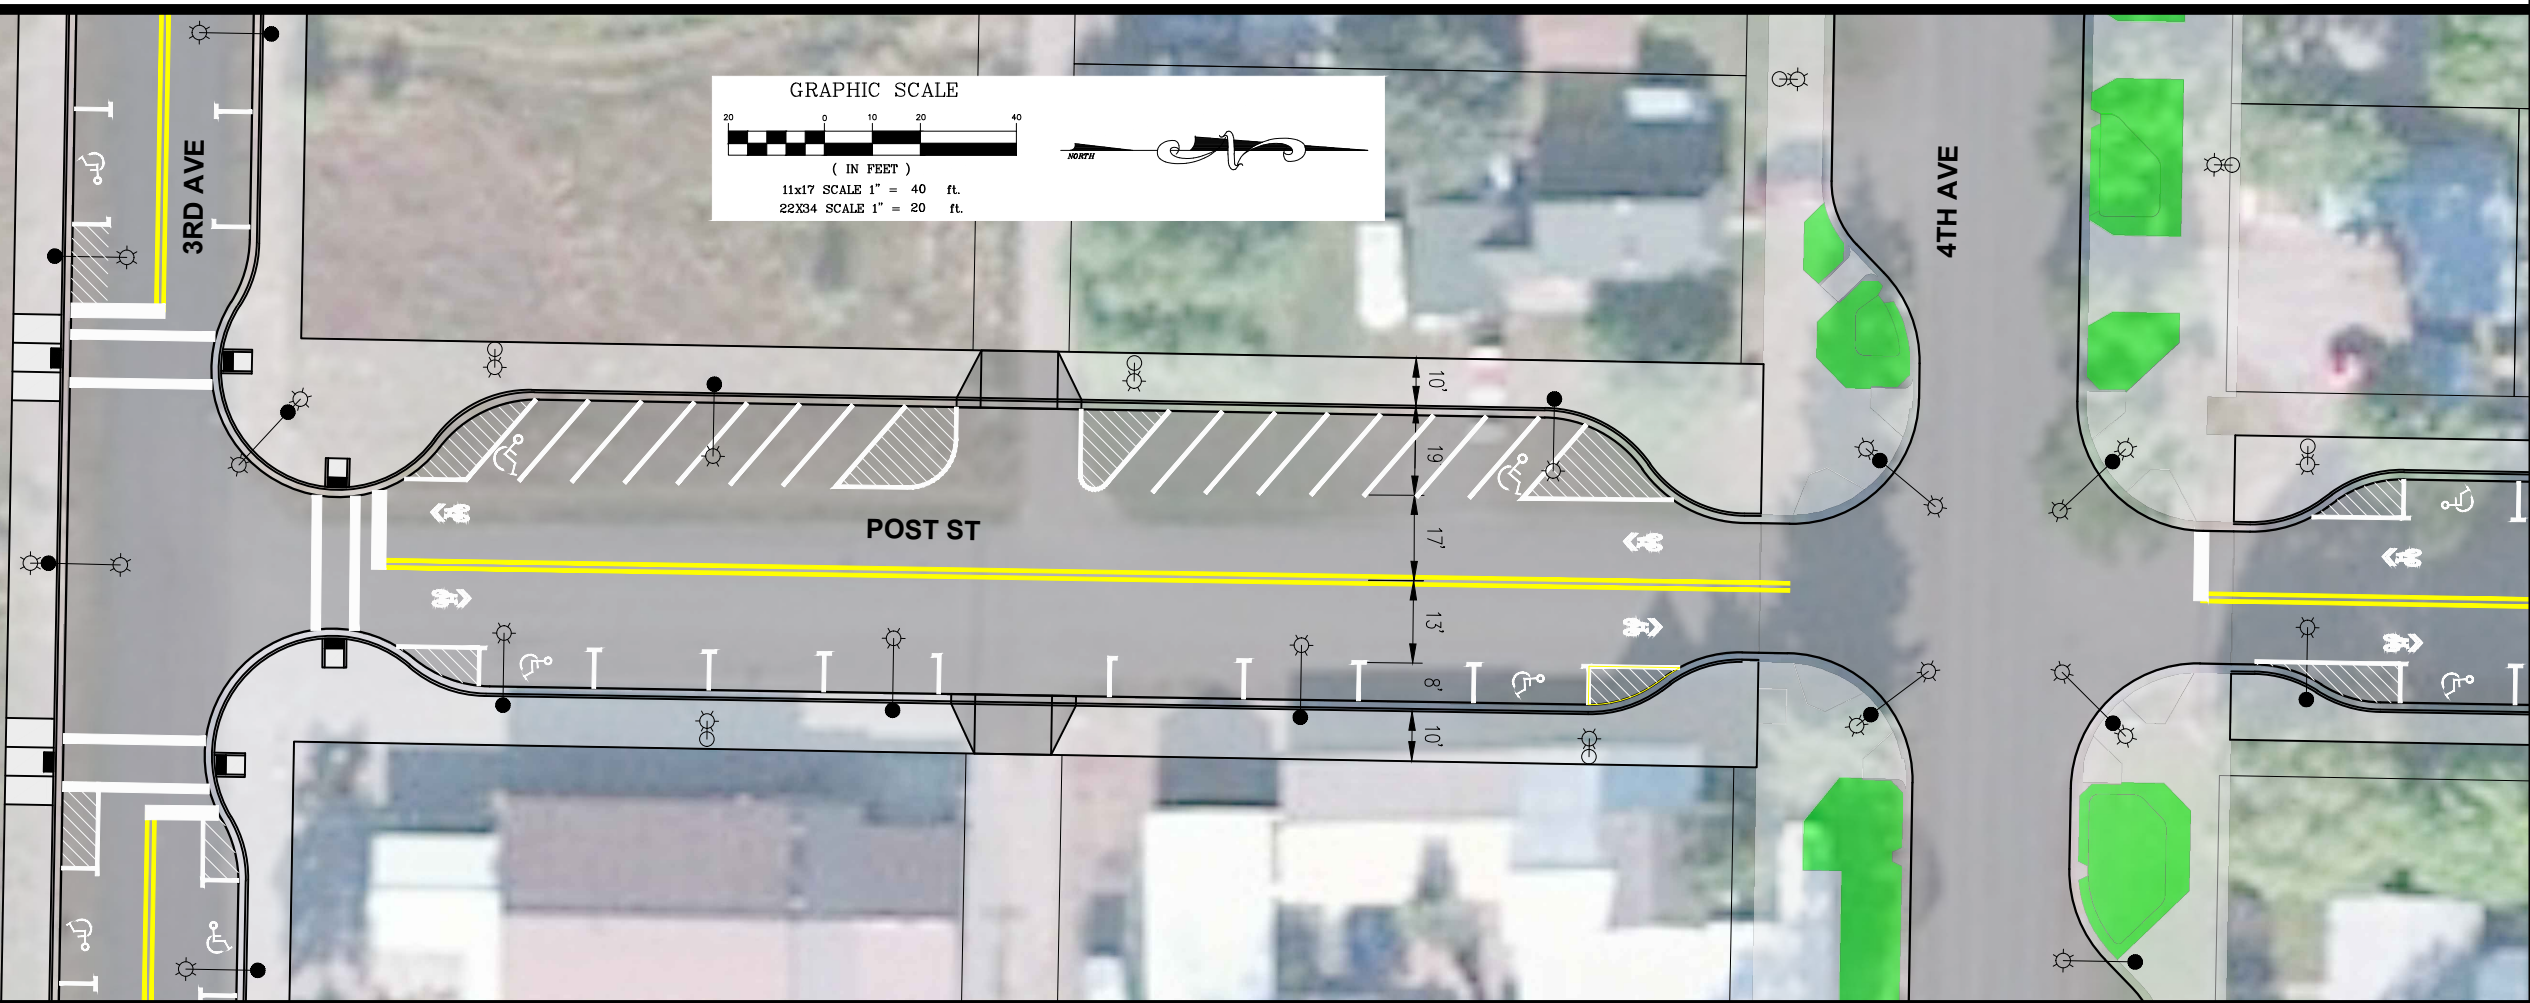 GRAPHIC SCALE
20 0 10 20 40
( IN FEET )
11x17 SCALE 1" = 40 ft.
22X34 SCALE 1" = 20 ft.
NORTH
3RD AVE
4TH AVE
POST ST
10'
19'
17'
13'
8'
10'